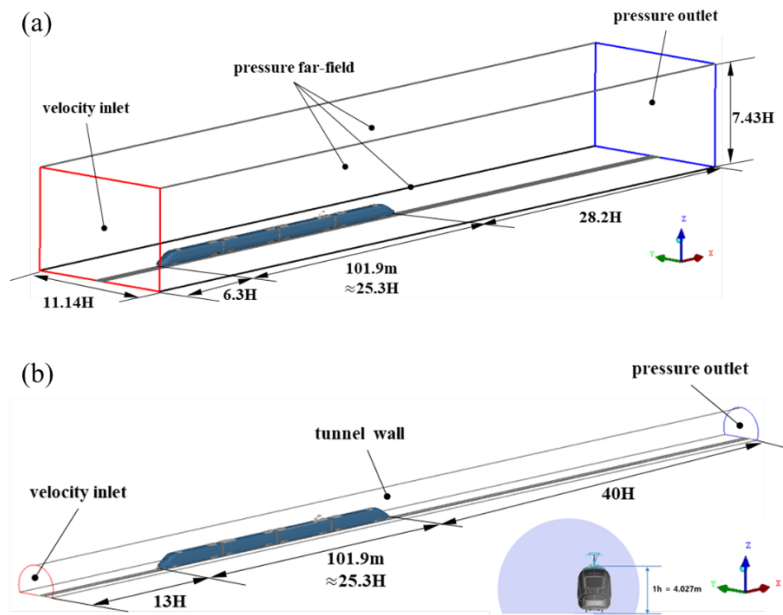 (a)
pressure outlet
pressure far-field
velocity inlet
7.43H
28.2H
Z
Y
X
101.9m
≈25.3H
6.3H
11.14H
(b)
pressure outlet
tunnel wall
velocity inlet
40H
101.9m
≈25.3H
13H
1h = 4.027m
Z
Y
X